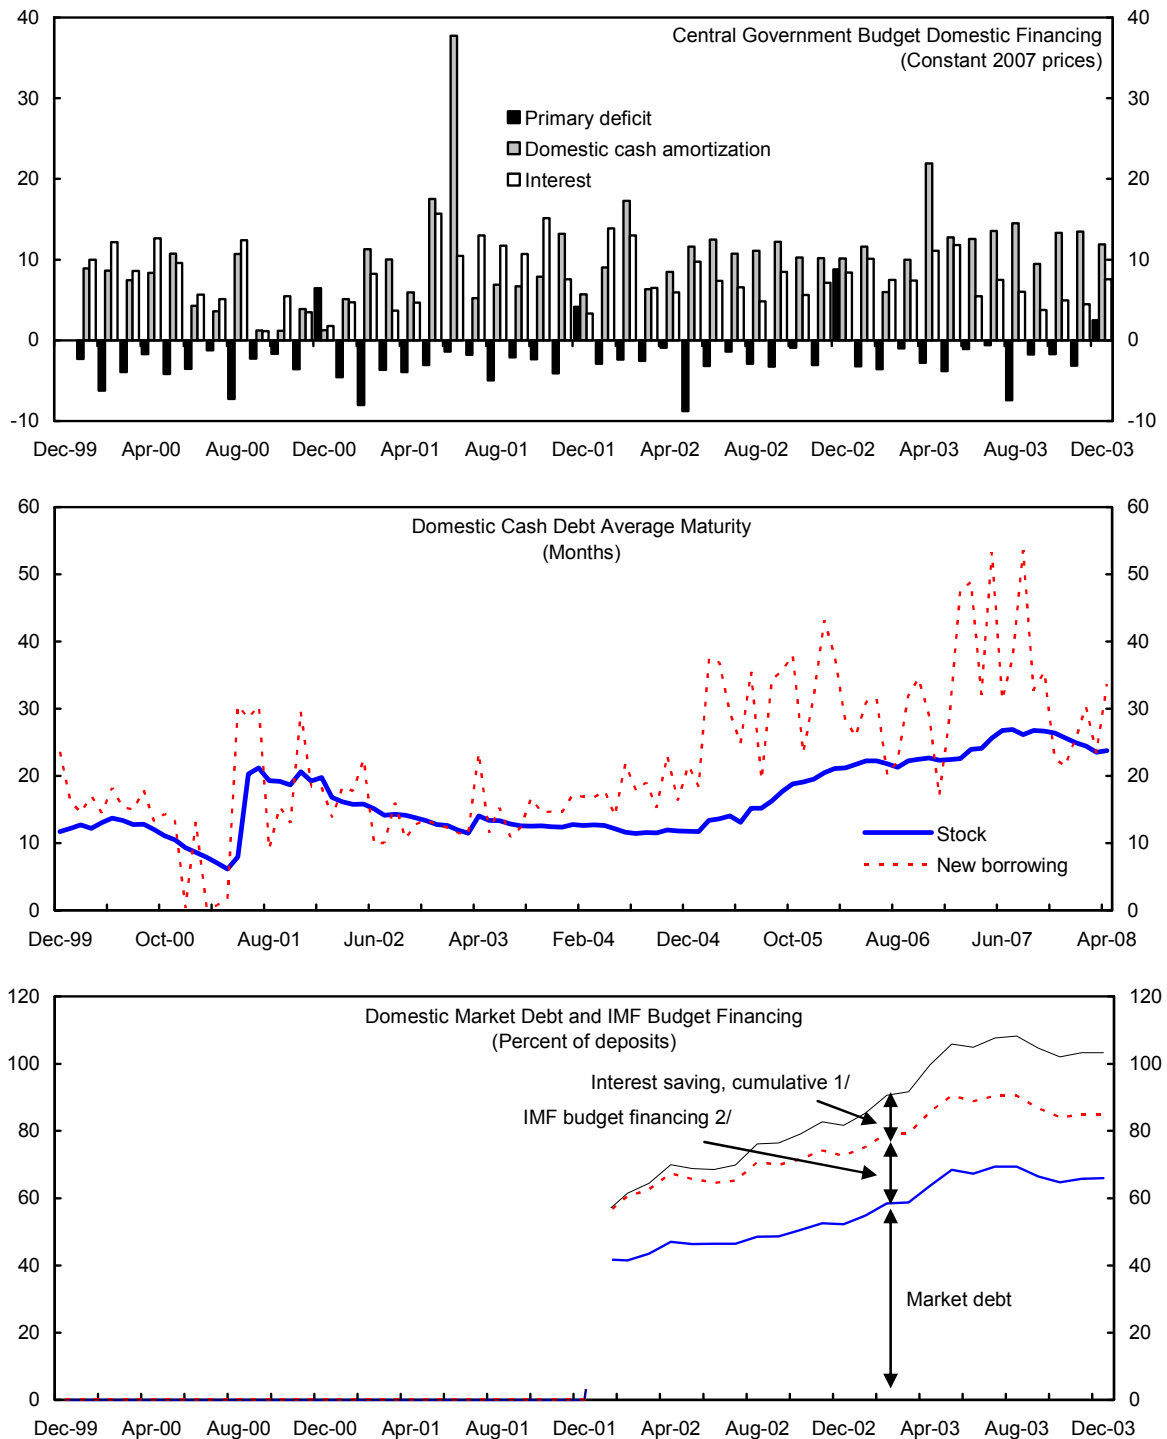 Central Government Budget Domestic Financing
(Constant 2007 prices)
40 40
30 30
20 20
10 10
0 0
-10 -10
Primary deficit
Domestic cash amortization
Interest
Dec-99 Apr-00 Aug-00 Dec-00 Apr-01 Aug-01 Dec-01 Apr-02 Aug-02 Dec-02 Apr-03 Aug-03 Dec-03
Domestic Cash Debt Average Maturity
(Months)
60 60
50 50
40 40
30 30
20 20
10 10
0 0
Stock
New borrowing
Dec-99 Oct-00 Aug-01 Jun-02 Apr-03 Feb-04 Dec-04 Oct-05 Aug-06 Jun-07 Apr-08
Domestic Market Debt and IMF Budget Financing
(Percent of deposits)
120 120
100 100
80 80
60 60
40 40
20 20
0 0
Interest saving, cumulative 1/
IMF budget financing 2/
Market debt
Dec-99 Apr-00 Aug-00 Dec-00 Apr-01 Aug-01 Dec-01 Apr-02 Aug-02 Dec-02 Apr-03 Aug-03 Dec-03